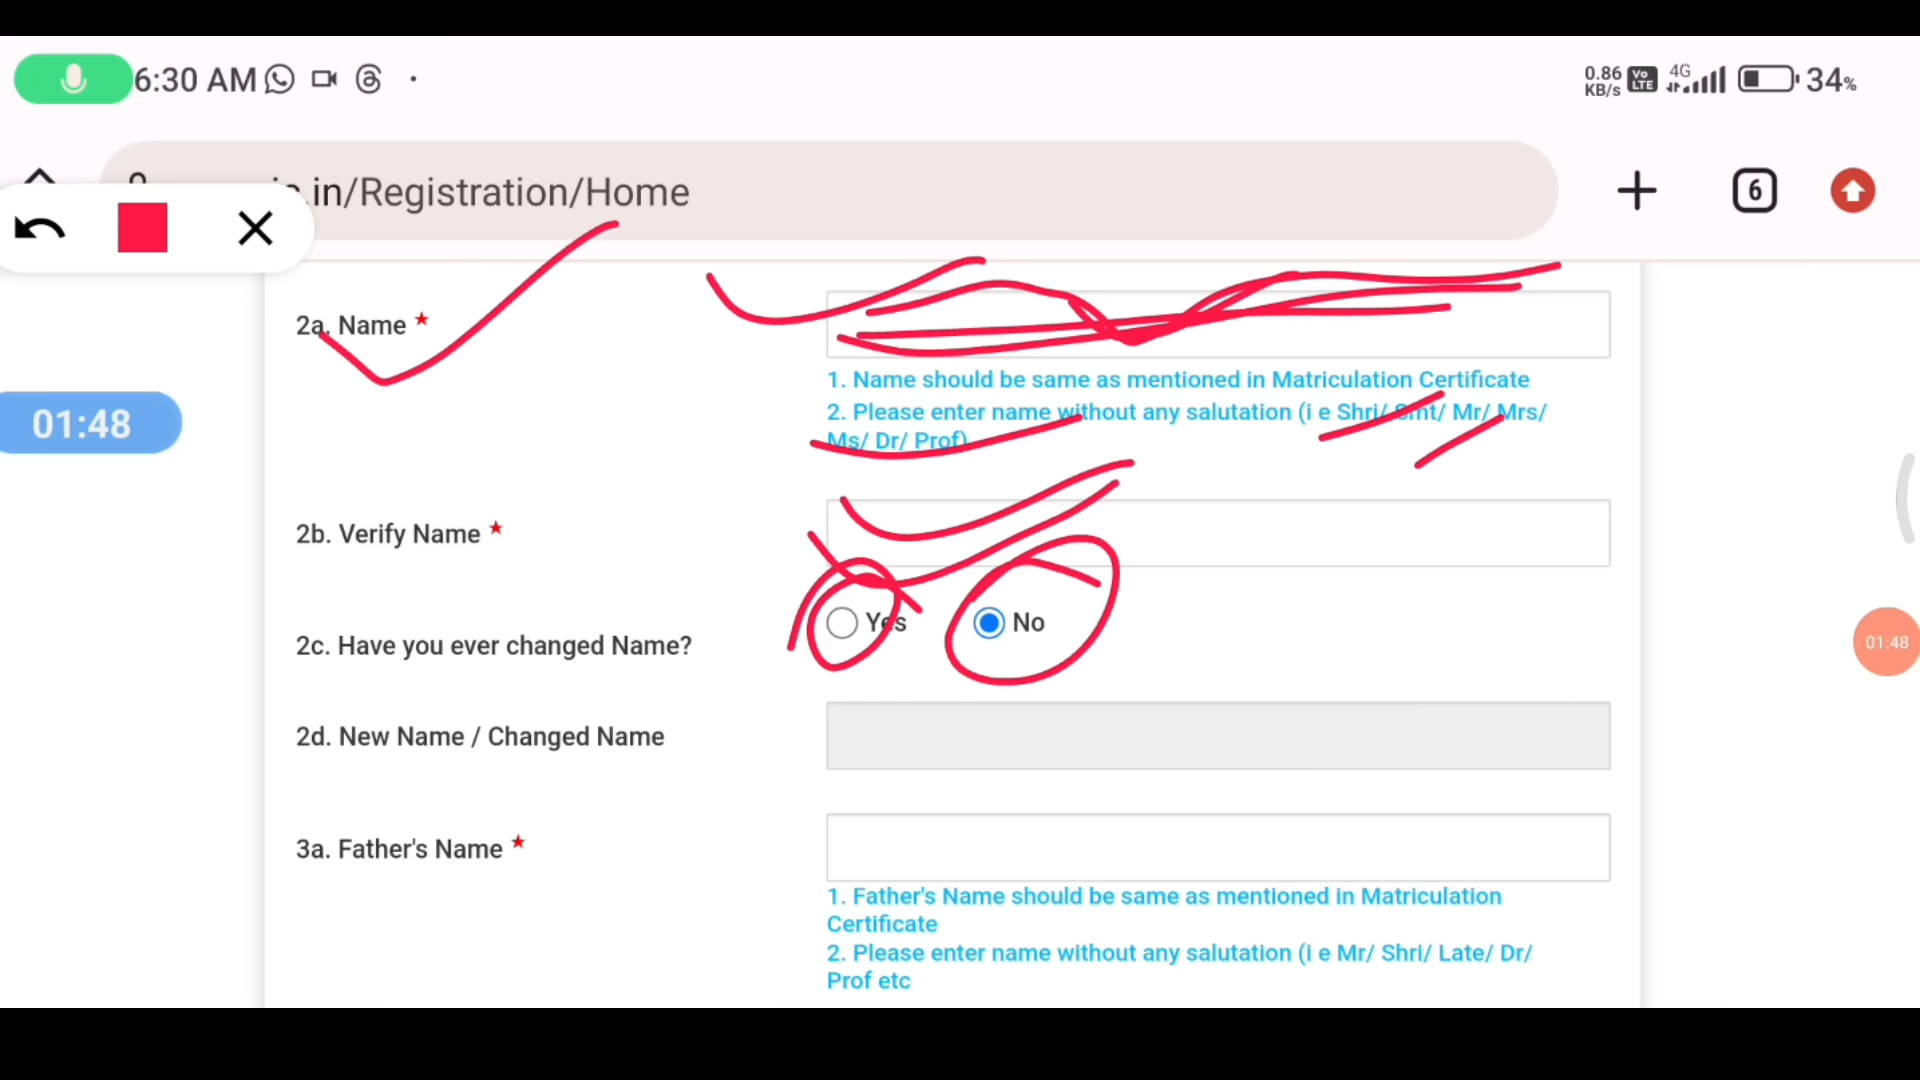 6:30 AM
0.86 KB/s
Vo LTE
4G
34%
.in/Registration/Home
6
2a. Name *
1. Name should be same as mentioned in Matriculation Certificate
2. Please enter name without any salutation (i e Shri/ Smt/ Mr/ Mrs/
Ms/ Dr/ Prof)
01:48
2b. Verify Name *
2c. Have you ever changed Name?
Yes
No
01:48
2d. New Name / Changed Name
3a. Father's Name *
1. Father's Name should be same as mentioned in Matriculation
Certificate
2. Please enter name without any salutation (i e Mr/ Shri/ Late/ Dr/
Prof etc